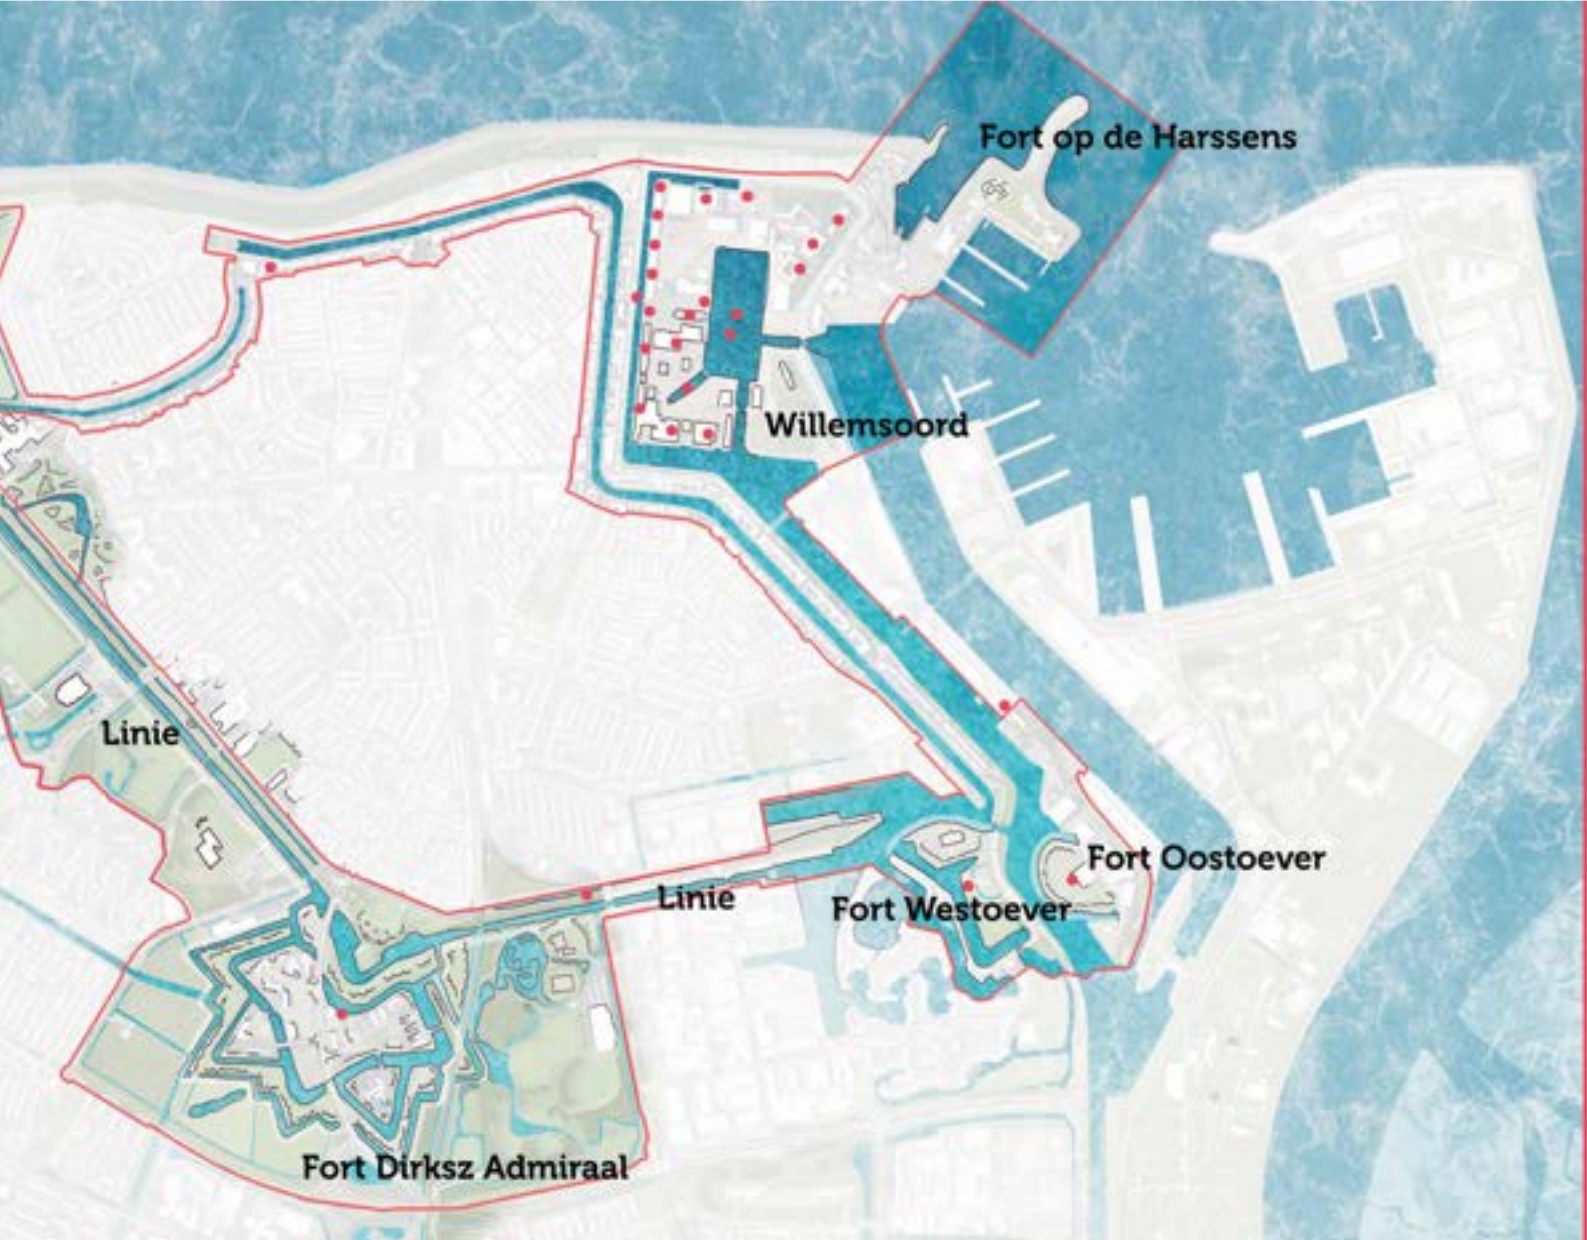 Fort op de Harssens
Willemsoord
Linie
Fort Oostoever
Linie
Fort Westoever
Fort Dirksz Admiraal